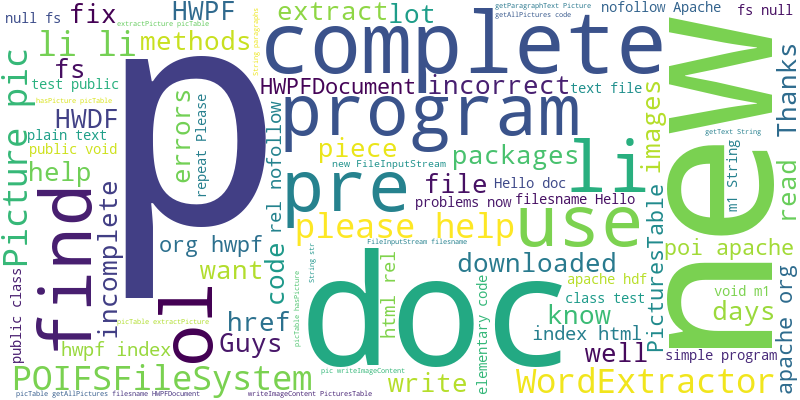 null fs
fix
HWPF
extractPicture picTable
extract
lot
getParagraphText Picture
getAllPictures code
nofollow Apache
fs null
li li
methods
String paragraphs
complete
new
fs
test public
hasPicture picTable
Picture pic
p
errors
repeat Please
HWPFDocument
incorrect
text file
images
Thanks
HWDF
program
plain text
public void
help
piece
packages
getText String
new FileInputStream
li
rel nofollow
pre
file
Hello doc
m1 String
read
find
incomplete
problems now
filesname Hello
please help
use
org hwpf
code
FileInputStream filesname
PicturesTable
poi apache
want
String str
doc
html rel
downloaded
public class
ol
elementary code
apache hdf
class test
void m1
days
apache org
picTable hasPicture
href
know
picTable extractPicture
index html
hwpf index
Guys
write
well
simple program
POIFSFileSystem
pic writeImageContent
WordExtractor
picTable getAllPictures
filesname HWPFDocument
writeImageContent PicturesTable